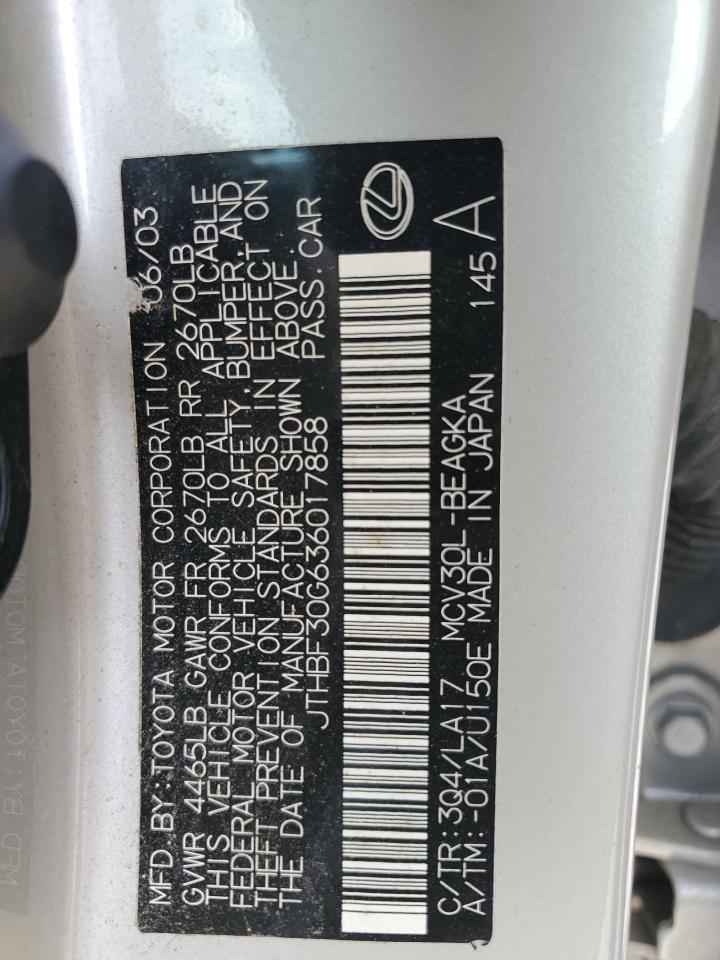 MFD BY:TOYOTA MOTOR CORPORATION 06/03
GVWR 4465LB GAWR FR 2670LB RR 2670LB
THIS VEHICLE CONFORMS TO ALL APPLICABLE
FEDERAL MOTOR VEHICLE SAFETY,BUMPER,AND
THEFT PREVENTION STANDARDS IN EFFECT ON
THE DATE OF MANUFACTURE SHOWN ABOVE.
JTHBF30G636017858 PASS.CAR
C/TR:3Q4/LA17 MCV30L-BEAGKA
A/TM:-01A/U150E MADE IN JAPAN 145 A